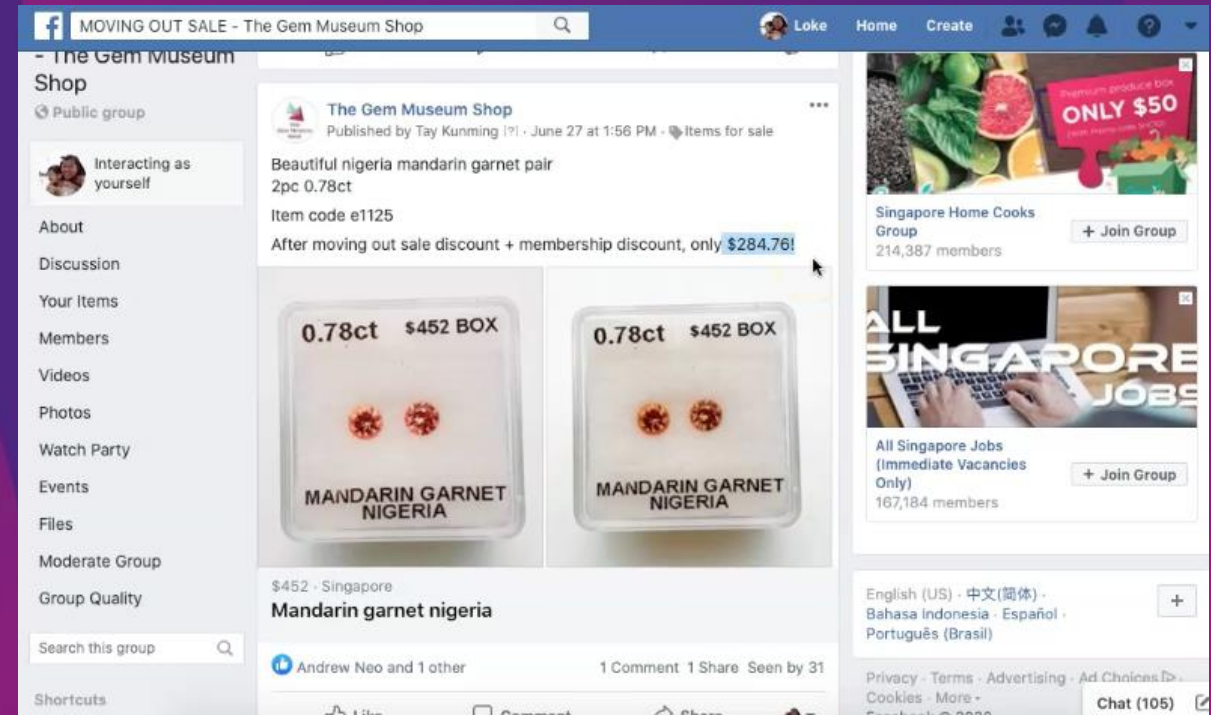 MOVING OUT SALE - The Gem Museum Shop
Loke
Home
Create
- The Gem Museum
Shop
Public group
Interacting as
yourself
About
Discussion
Your Items
Members
Videos
Photos
Watch Party
Events
Files
Moderate Group
Group Quality
Search this group
Shortcuts
The Gem Museum Shop
Published by Tay Kunming [?] · June 27 at 1:56 PM · Items for sale
Beautiful nigeria mandarin garnet pair
2pc 0.78ct
Item code e1125
After moving out sale discount + membership discount, only $284.76!
0.78ct $452 BOX
MANDARIN GARNET
NIGERIA
0.78ct $452 BOX
MANDARIN GARNET
NIGERIA
$452 · Singapore
Mandarin garnet nigeria
Andrew Neo and 1 other
1 Comment 1 Share Seen by 31
Like Comment Share
Premium produce box
ONLY $50
Singapore Home Cooks
Group
214,387 members
+ Join Group
ALL
SINGAPORE
JOBS
All Singapore Jobs
(Immediate Vacancies
Only)
167,184 members
+ Join Group
English (US) · 中文(简体) ·
Bahasa Indonesia · Español ·
Português (Brasil)
Privacy · Terms · Advertising · Ad Choices
Cookies · More
Chat (105)